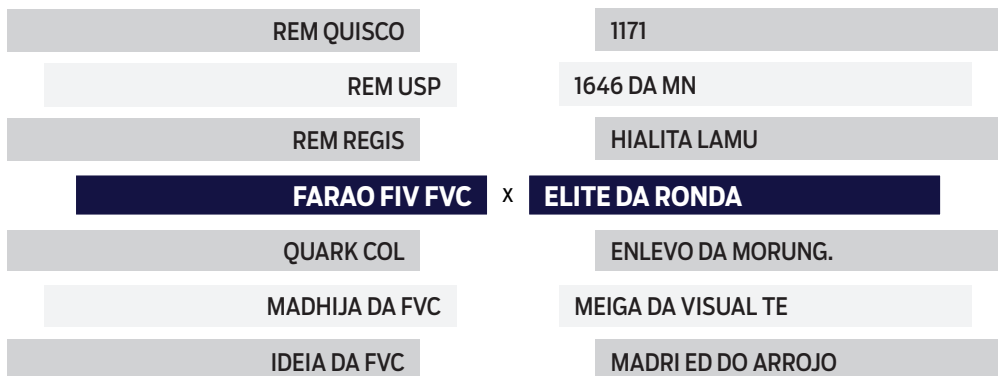 REM QUISCO 1171
REM USP 1646 DA MN
REM REGIS HIALITA LAMU
FARAO FIV FVC X ELITE DA RONDA
QUARK COL ENLEVO DA MORUNG.
MADHIJA DA FVC MEIGA DA VISUAL TE
IDEIA DA FVC MADRI ED DO ARROJO